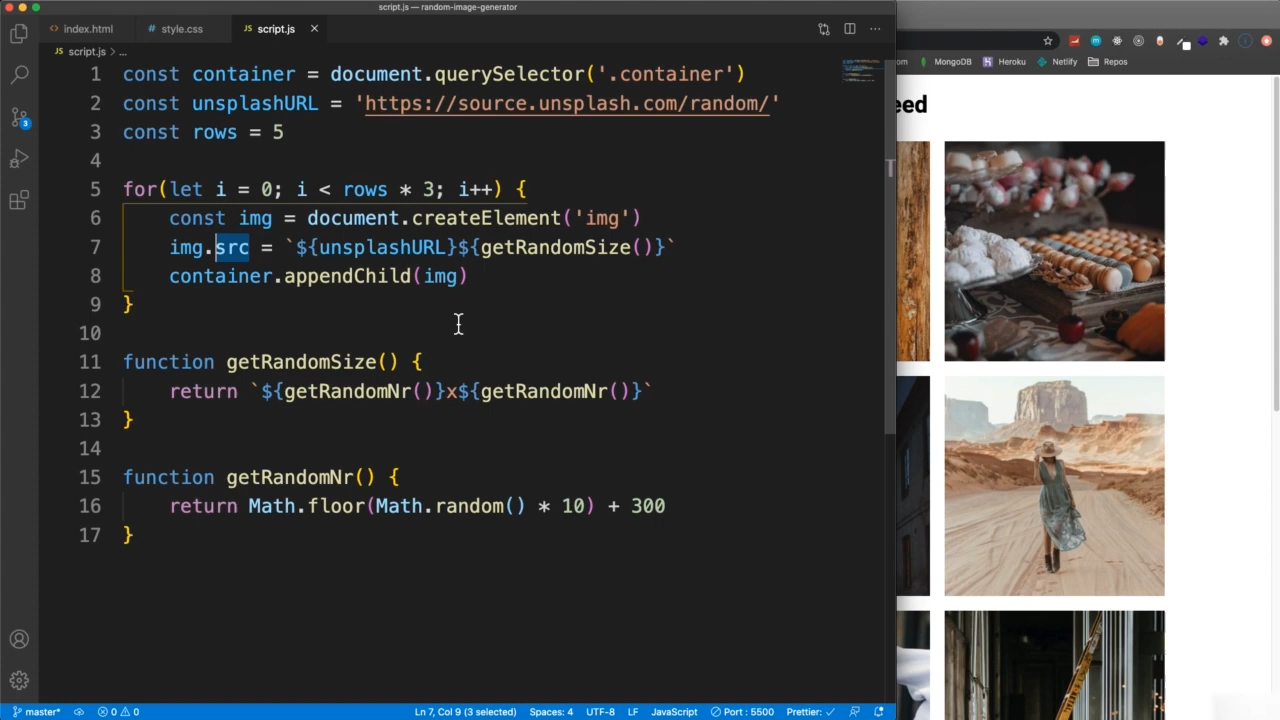 script.js — random-image-generator
index.html
style.css
JS script.js
JS script.js > ...
om
MongoDB
Heroku
Netlify
Repos
1 const container = document.querySelector('.container')
2 const unsplashURL = 'https://source.unsplash.com/random/'
3 const rows = 5
4
5 for(let i = 0; i < rows * 3; i++) {
6 const img = document.createElement('img')
7 img.src = `${unsplashURL}${getRandomSize()}`
8 container.appendChild(img)
9 }
10
11 function getRandomSize() {
12 return `${getRandomNr()}x${getRandomNr()}`
13 }
14
15 function getRandomNr() {
16 return Math.floor(Math.random() * 10) + 300
17 }
eed
3
master*
0
0
Ln 7, Col 9 (3 selected)
Spaces: 4
UTF-8
LF
JavaScript
Port : 5500
Prettier: ✓